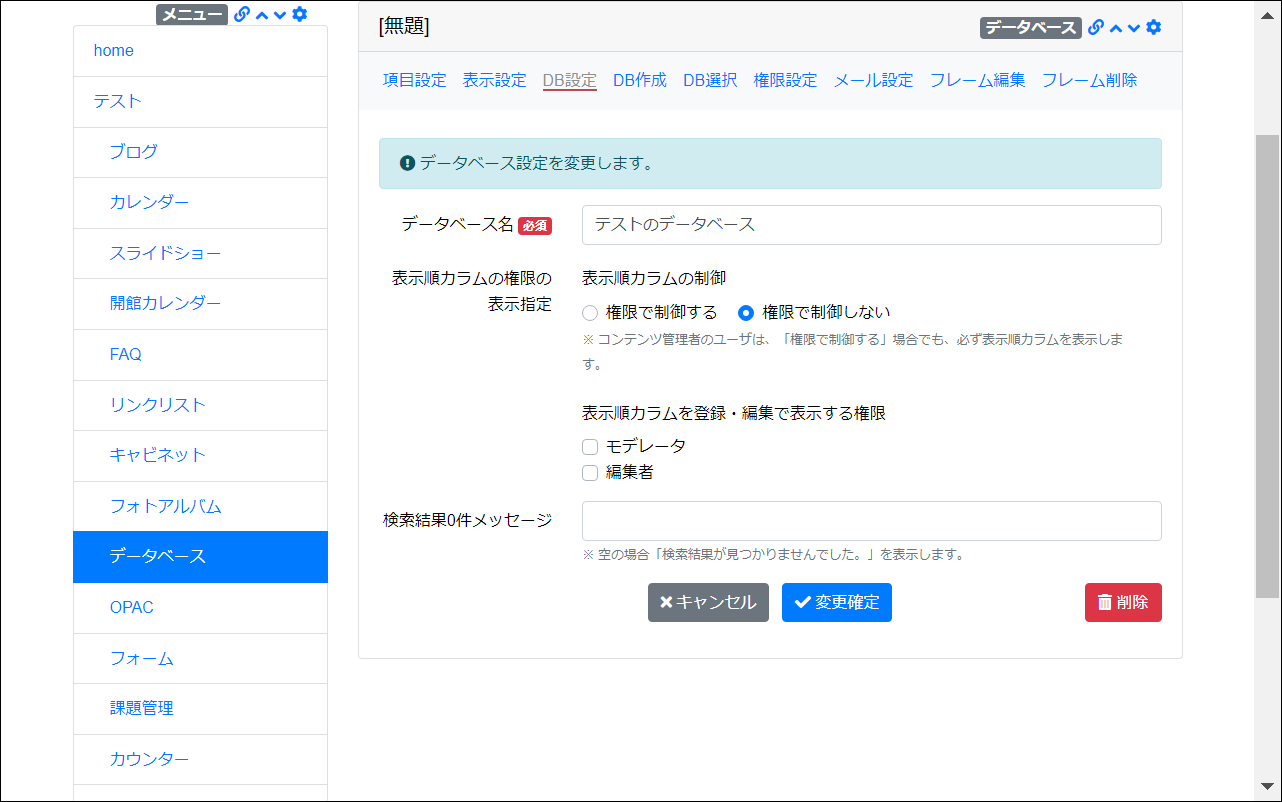 メニュー
home
テスト
ブログ
カレンダー
スライドショー
開館カレンダー
FAQ
リンクリスト
キャビネット
フォトアルバム
データベース
OPAC
フォーム
課題管理
カウンター
[無題]
データベース
項目設定 表示設定 DB設定 DB作成 DB選択 権限設定 メール設定 フレーム編集 フレーム削除
データベース設定を変更します。
データベース名 必須
テストのデータベース
表示順カラムの権限の
表示指定
表示順カラムの制御
権限で制御する 権限で制御しない
※ コンテンツ管理者のユーザは、「権限で制御する」場合でも、必ず表示順カラムを表示しま
す。
表示順カラムを登録・編集で表示する権限
モデレータ
編集者
検索結果0件メッセージ
※ 空の場合「検索結果が見つかりませんでした。」を表示します。
キャンセル 変更確定 削除